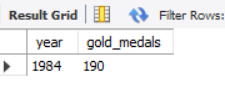 Result Grid Filter Rows:
year gold_medals
1984 190